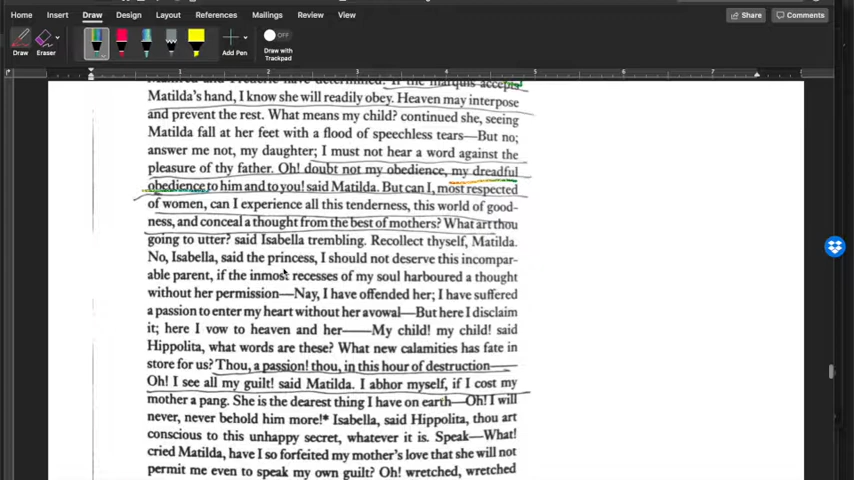 Home Insert Draw Design Layout References Mailings Review View
Share Comments
Draw Eraser Add Pen OFF Draw with Trackpad
1 2 3 4 6 7
the marquis accepts
Matilda's hand, I know she will readily obey. Heaven may interpose
and prevent the rest. What means my child? continued she, seeing
Matilda fall at her feet with a flood of speechless tears—But no;
answer me not, my daughter; I must not hear a word against the
pleasure of thy father. Oh! doubt not my obedience, my dreadful
obedience to him and to you! said Matilda. But can I, most respected
of women, can I experience all this tenderness, this world of good-
ness, and conceal a thought from the best of mothers? What art thou
going to utter? said Isabella trembling. Recollect thyself, Matilda.
No, Isabella, said the princess, I should not deserve this incompar-
able parent, if the inmost recesses of my soul harboured a thought
without her permission—Nay, I have offended her; I have suffered
a passion to enter my heart without her avowal—But here I disclaim
it; here I vow to heaven and her——My child! my child! said
Hippolita, what words are these? What new calamities has fate in
store for us? Thou, a passion! thou, in this hour of destruction——
Oh! I see all my guilt! said Matilda. I abhor myself, if I cost my
mother a pang. She is the dearest thing I have on earth—Oh! I will
never, never behold him more!* Isabella, said Hippolita, thou art
conscious to this unhappy secret, whatever it is. Speak—What!
cried Matilda, have I so forfeited my mother's love that she will not
permit me even to speak my own guilt? Oh! wretched, wretched